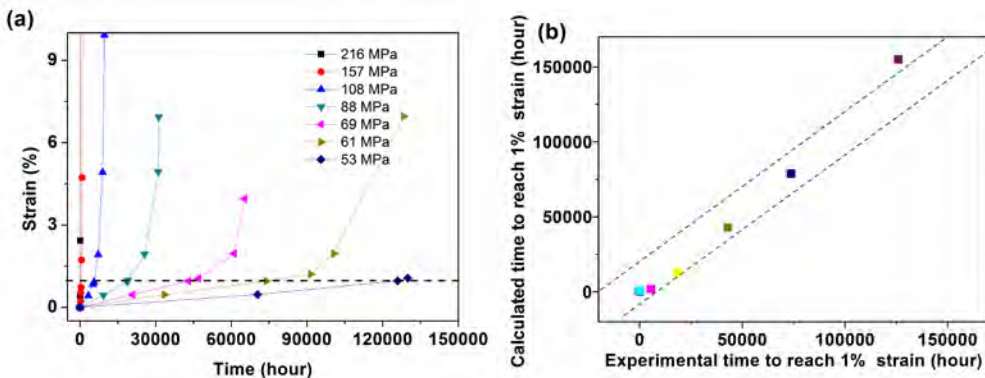 (a)
9
6
3
0
Strain (%)
216 MPa
157 MPa
108 MPa
88 MPa
69 MPa
61 MPa
53 MPa
0 30000 60000 90000 120000 150000
Time (hour)
(b)
Calculated time to reach 1% strain (hour)
150000
100000
50000
0
0 50000 100000 150000
Experimental time to reach 1% strain (hour)